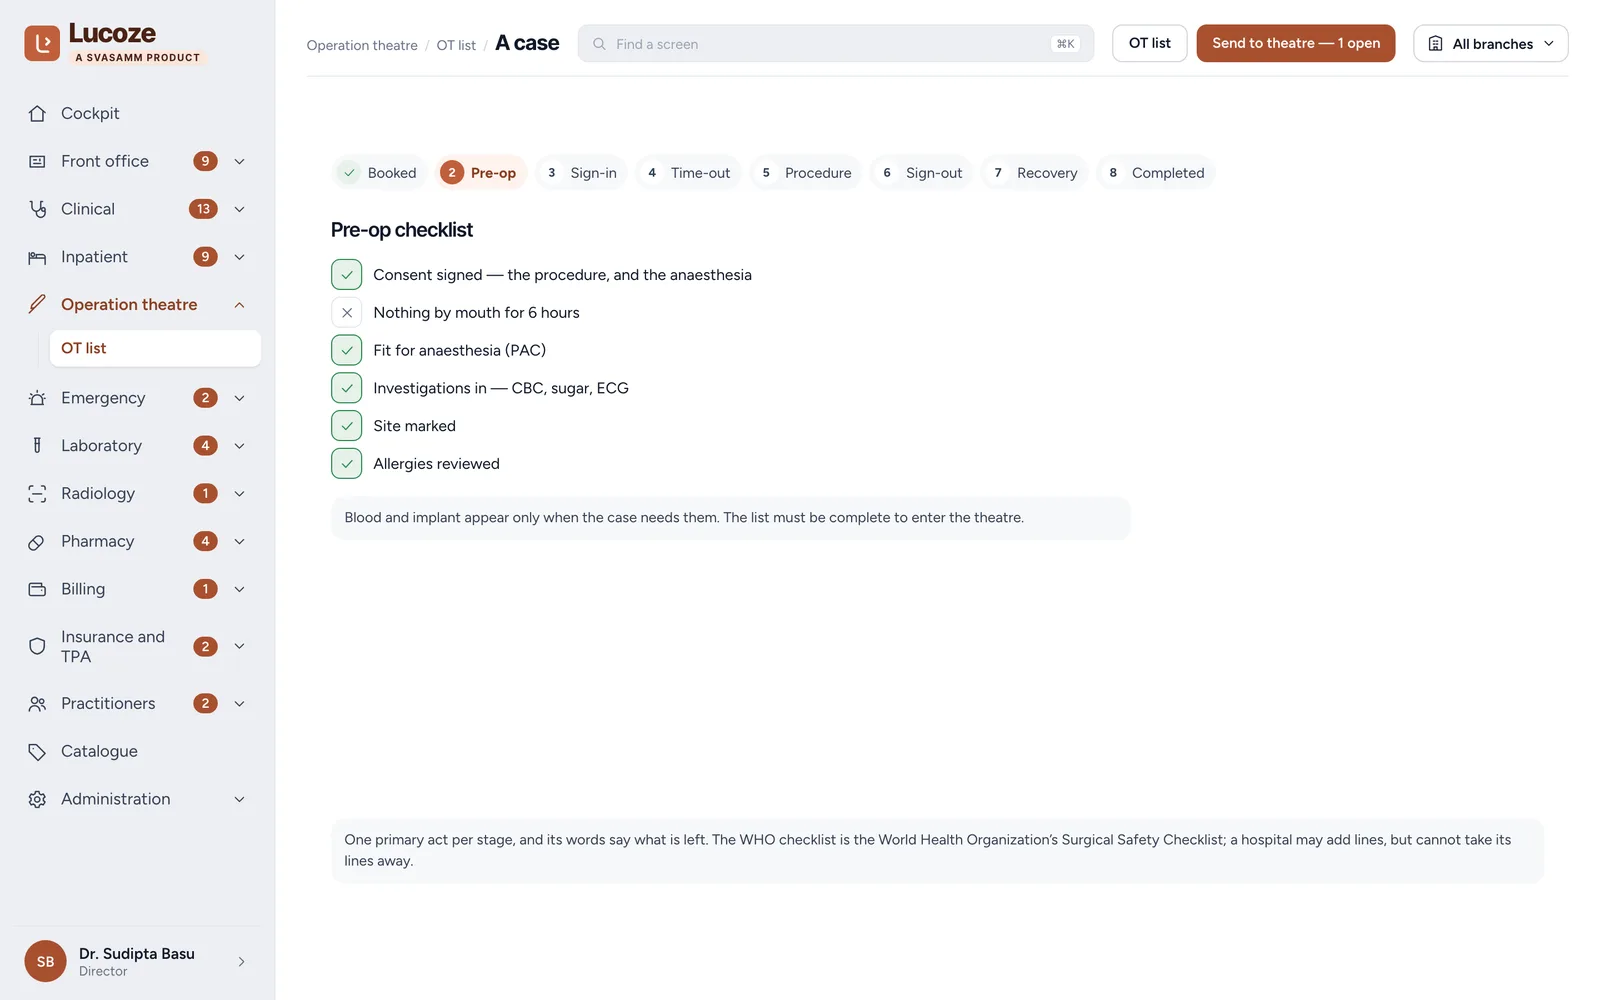 Lucoze
A SVASAMM PRODUCT
Cockpit
Front office 9
Clinical 13
Inpatient 9
Operation theatre
OT list
Emergency 2
Laboratory 4
Radiology 1
Pharmacy 4
Billing 1
Insurance and
TPA 2
Practitioners 2
Catalogue
Administration
SB
Dr. Sudipta Basu
Director
Operation theatre / OT list / A case
Find a screen ⌘K
OT list
Send to theatre — 1 open
All branches
Booked
2 Pre-op
3 Sign-in
4 Time-out
5 Procedure
6 Sign-out
7 Recovery
8 Completed
Pre-op checklist
Consent signed — the procedure, and the anaesthesia
Nothing by mouth for 6 hours
Fit for anaesthesia (PAC)
Investigations in — CBC, sugar, ECG
Site marked
Allergies reviewed
Blood and implant appear only when the case needs them. The list must be complete to enter the theatre.
One primary act per stage, and its words say what is left. The WHO checklist is the World Health Organization's Surgical Safety Checklist; a hospital may add lines, but cannot take its
lines away.